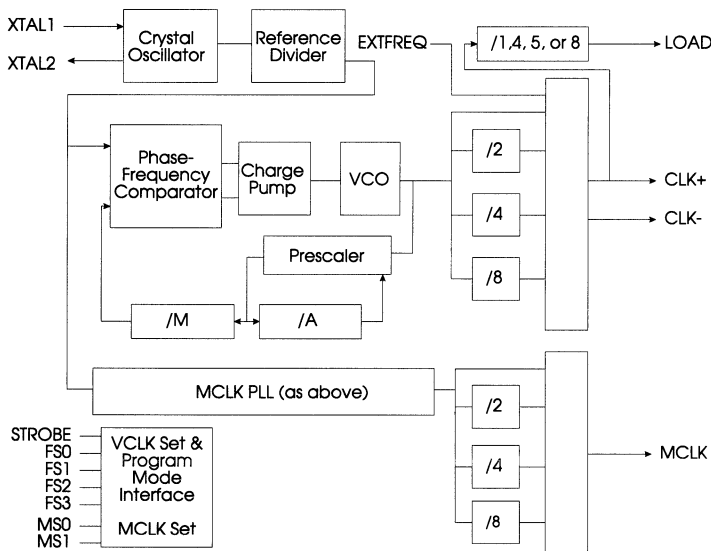 XTAL1
XTAL2
Crystal
Oscillator
Reference
Divider
EXTFREQ
/1,4, 5, or 8
LOAD
Phase-
Frequency
Comparator
Charge
Pump
VCO
/2
/4
/8
CLK+
CLK-
Prescaler
/M
/A
MCLK PLL (as above)
/2
/4
/8
MCLK
STROBE
FS0
FS1
FS2
FS3
MS0
MS1
VCLK Set &
Program
Mode
Interface
MCLK Set